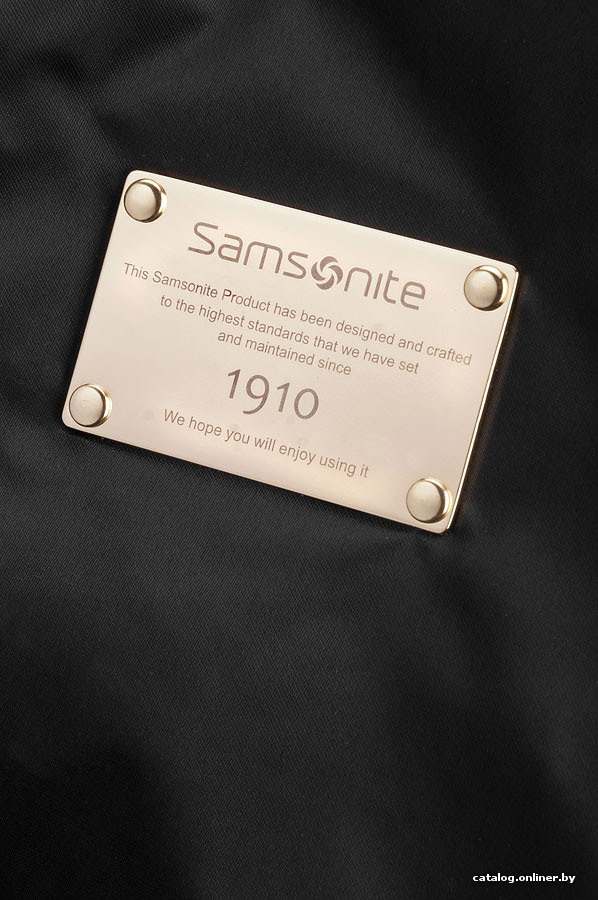 Samsonite
This Samsonite Product has been designed and crafted
to the highest standards that we have set
and maintained since
1910
We hope you will enjoy using it
catalog.onliner.by